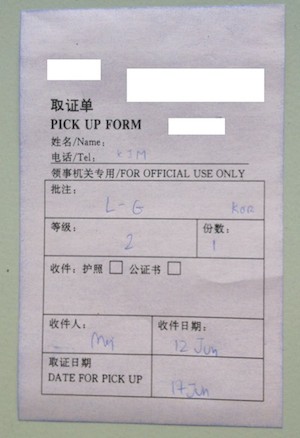 取证单
PICK UP FORM
姓名/Name:
电话/Tel: KJM
领事机关专用/FOR OFFICIAL USE ONLY
批注:
L-G KOR
等级: 份数:
2 1
收件: 护照 □ 公证书 □
收件人: 收件日期:
12 Jun
取证日期
DATE FOR PICK UP 17 Jun